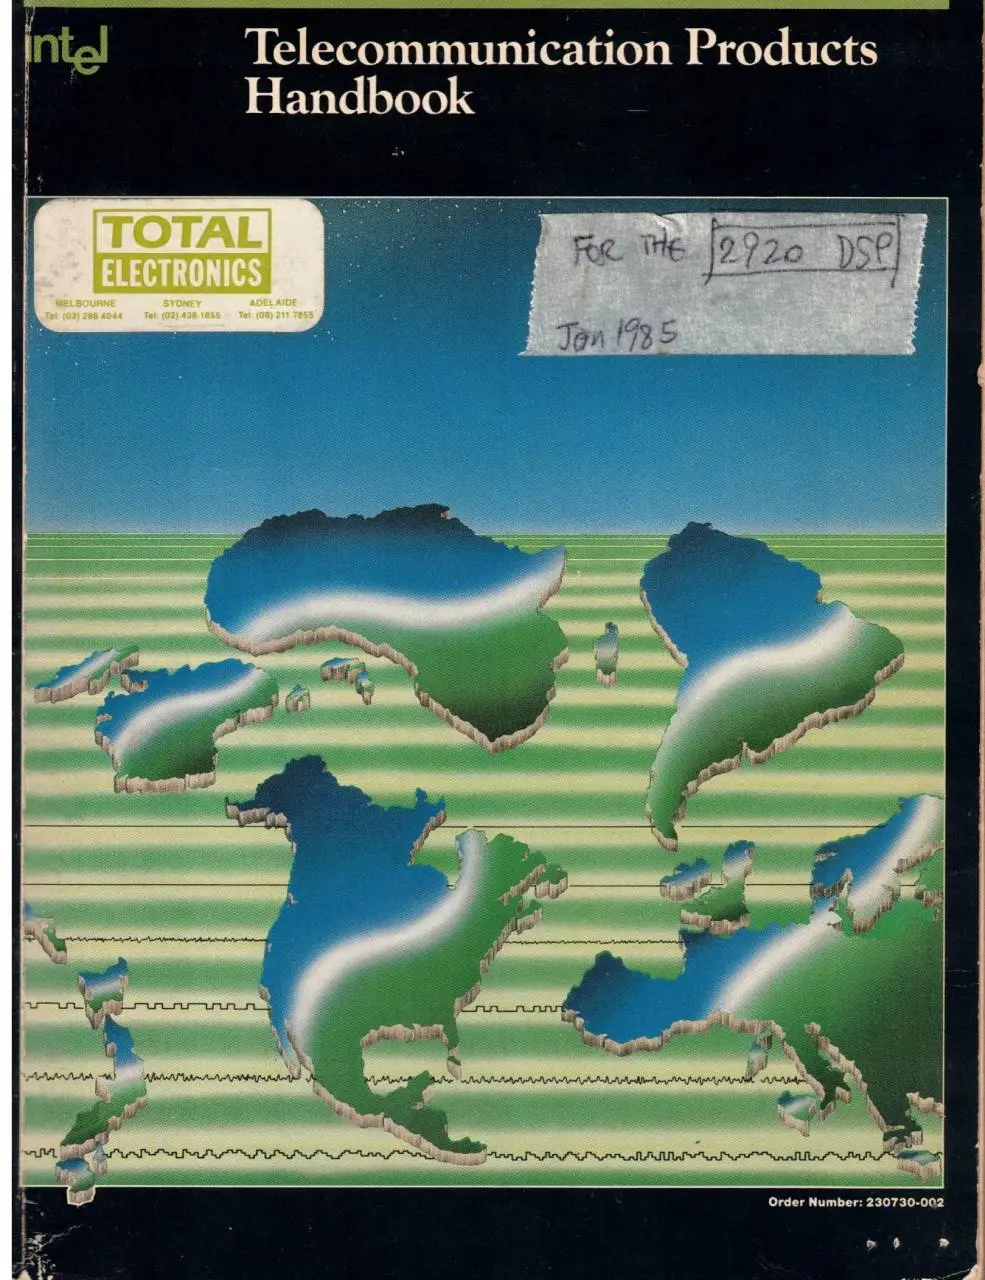 intel
Telecommunication Products
Handbook
TOTAL
ELECTRONICS
MELBOURNE SYDNEY ADELAIDE
Tel: (03) 288 4044 Tel: (02) 438 1855 Tel: (08) 211 7855
FOR THE 2920 DSP
Jan 1985
Order Number: 230730-002